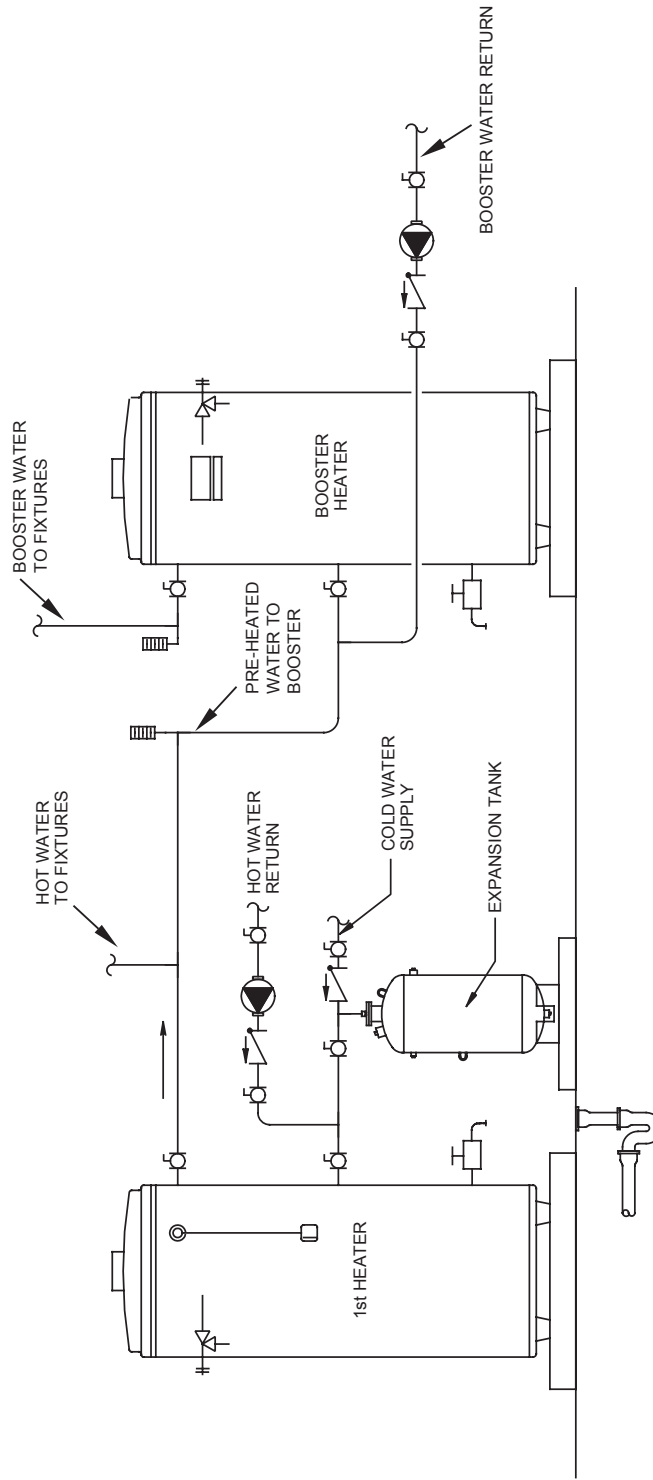 HOT WATER
TO FIXTURES
BOOSTER WATER
TO FIXTURES
PRE-HEATED
WATER TO
BOOSTER
HOT WATER
RETURN
COLD WATER
SUPPLY
1st HEATER
EXPANSION TANK
BOOSTER
HEATER
BOOSTER WATER RETURN